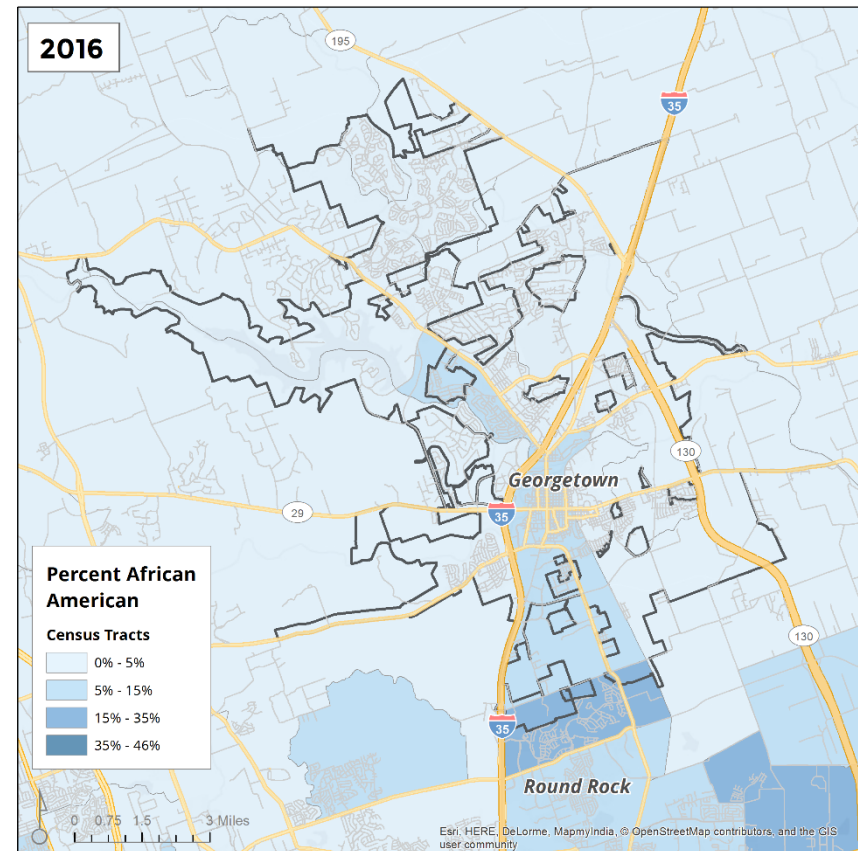 2016
195
35
Georgetown
130
29
35
Percent African
American
Census Tracts
0% - 5%
5% - 15%
15% - 35%
35% - 46%
130
35
Round Rock
0 0.75 1.5 3 Miles
Esri, HERE, DeLorme, MapmyIndia, © OpenStreetMap contributors, and the GIS
user community